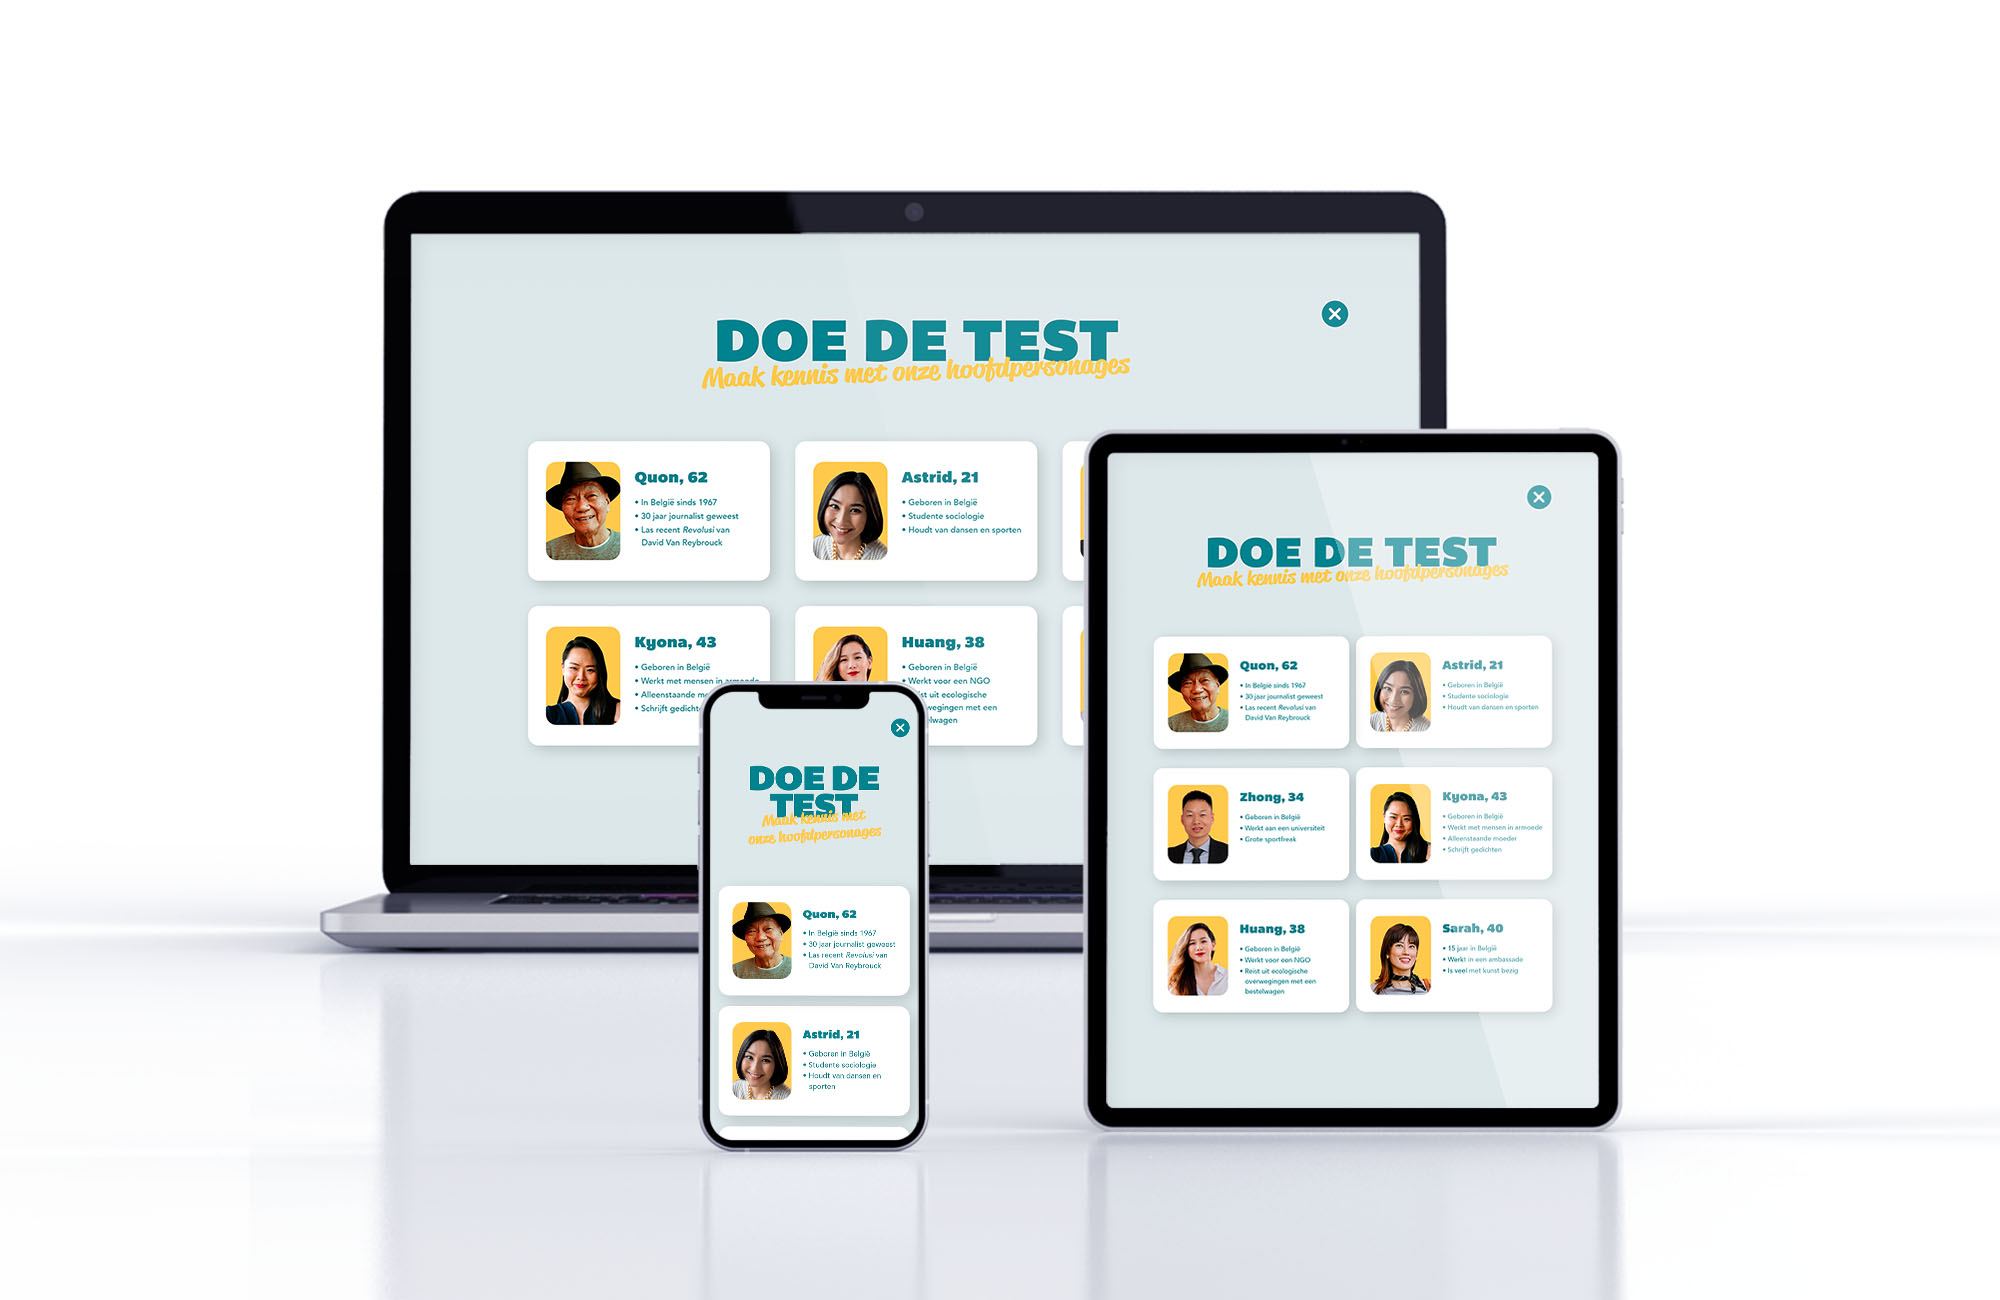 DOE DE TEST
Maak kennis met onze hoofdpersonages
Quon, 62
• In België sinds 1967
• 30 jaar journalist geweest
• Las recent Revolusi van
David Van Reybrouck
Astrid, 21
• Geboren in België
• Studente sociologie
• Houdt van dansen en sporten
Kyona, 43
• Geboren in België
• Werkt met mensen in armoede
• Alleenstaande
• Schrijft
Huang, 38
• Geboren in België
• Werkt voor een NGO
uit ecologische
met een
DOE DE
TEST
Maak kennis met
onze hoofdpersonages
Quon, 62
• In België sinds 1967
• 30 jaar journalist geweest
• Las recent Revolusi van
David Van Reybrouck
Astrid, 21
• Geboren in België
• Studente sociologie
• Houdt van dansen en
sporten
DOE DE TEST
Maak kennis met onze hoofdpersonages
Quon, 62
• In België sinds 1967
• 30 jaar journalist geweest
• Las recent Revolusi van
David Van Reybrouck
Astrid, 21
• Geboren in België
• Studente sociologie
• Houdt van dansen en sporten
Zhong, 34
• Geboren in België
• Werkt aan een universiteit
• Grote sportfreak
Kyona, 43
• Geboren in België
• Werkt met mensen in armoede
• Alleenstaande moeder
• Schrijft gedichten
Huang, 38
• Geboren in België
• Werkt voor een NGO
• Reist uit ecologische
overwegingen met een
bestelwagen
Sarah, 40
• 15 jaar in België
• Werkt in een ambassade
• Is veel met kunst bezig